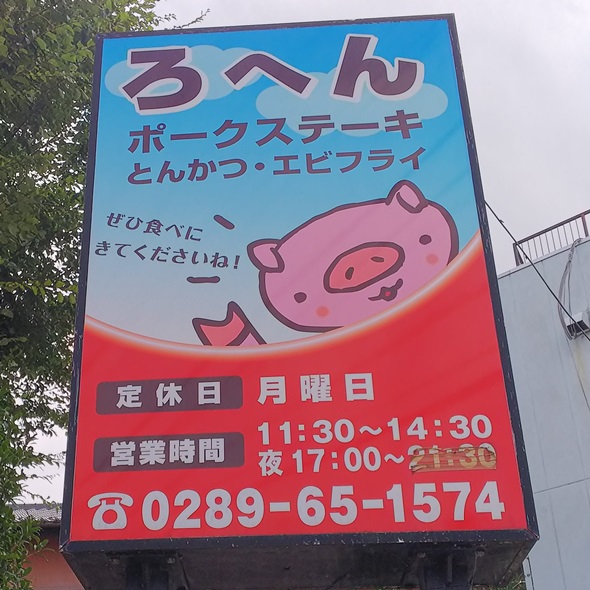 ろへん
ポークステーキ
とんかつ・エビフライ
ぜひ食べに
きてくださいね!
定休日 月曜日
営業時間 11:30～14:30
夜17:00～21:30
☎0289-65-1574